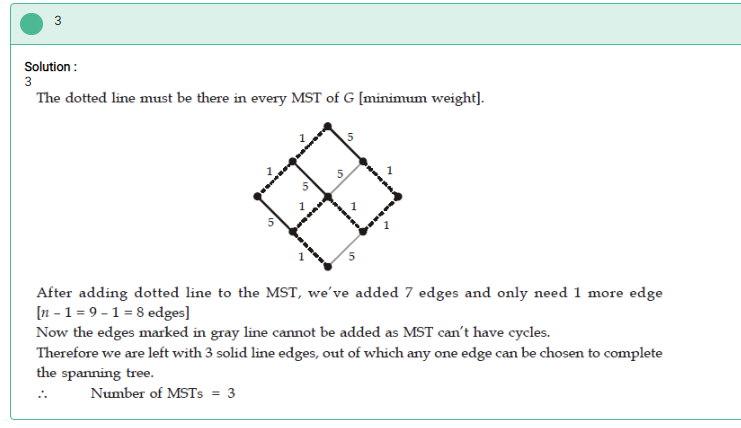 3
Solution :
3
The dotted line must be there in every MST of G [minimum weight].
1
5
1
5
1
5
1
1
5
1
1
5
After adding dotted line to the MST, we've added 7 edges and only need 1 more edge
[n – 1 = 9 – 1 = 8 edges]
Now the edges marked in gray line cannot be added as MST can't have cycles.
Therefore we are left with 3 solid line edges, out of which any one edge can be chosen to complete
the spanning tree.
∴ Number of MSTs = 3